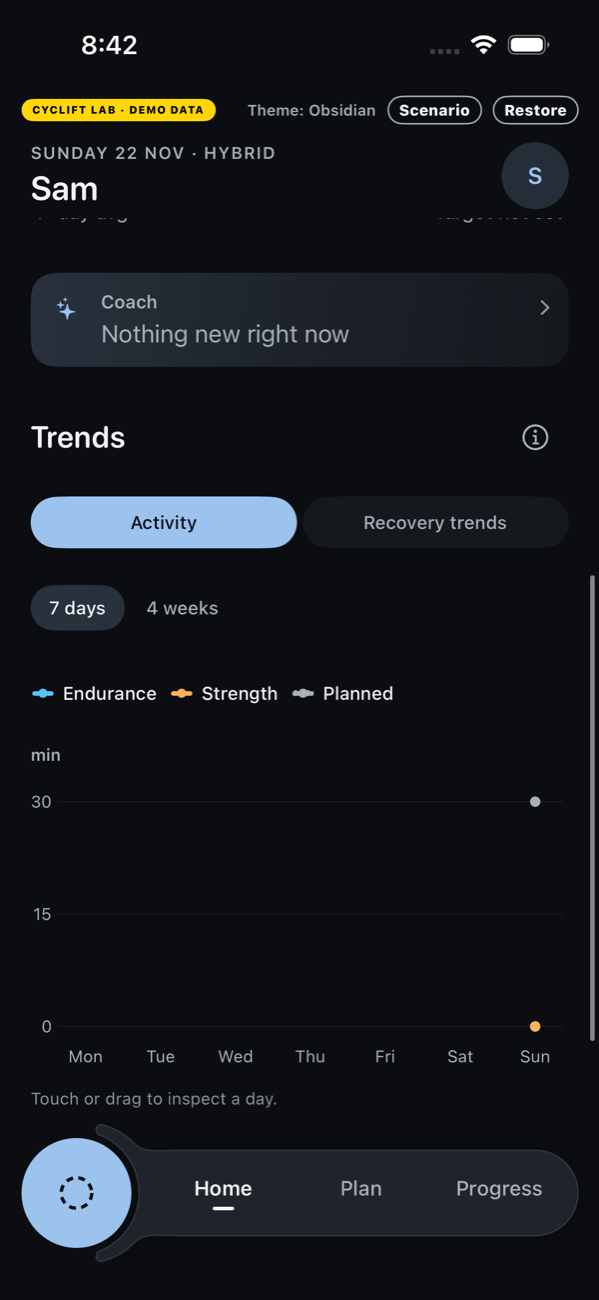 8:42
CYCLIFT LAB · DEMO DATA
Theme: Obsidian
Scenario
Restore
SUNDAY 22 NOV · HYBRID
Sam
S
Coach
Nothing new right now
Trends
Activity
Recovery trends
7 days
4 weeks
Endurance
Strength
Planned
min
30
15
0
Mon Tue Wed Thu Fri Sat Sun
Touch or drag to inspect a day.
Home
Plan
Progress